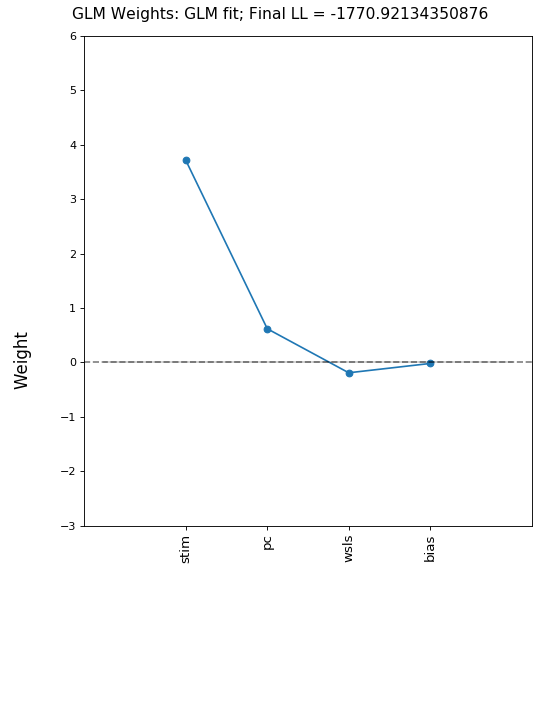 GLM Weights: GLM fit; Final LL = -1770.92134350876
6
5
4
3
2
1
0
−1
−2
−3
Weight
stim
pc
wsls
bias